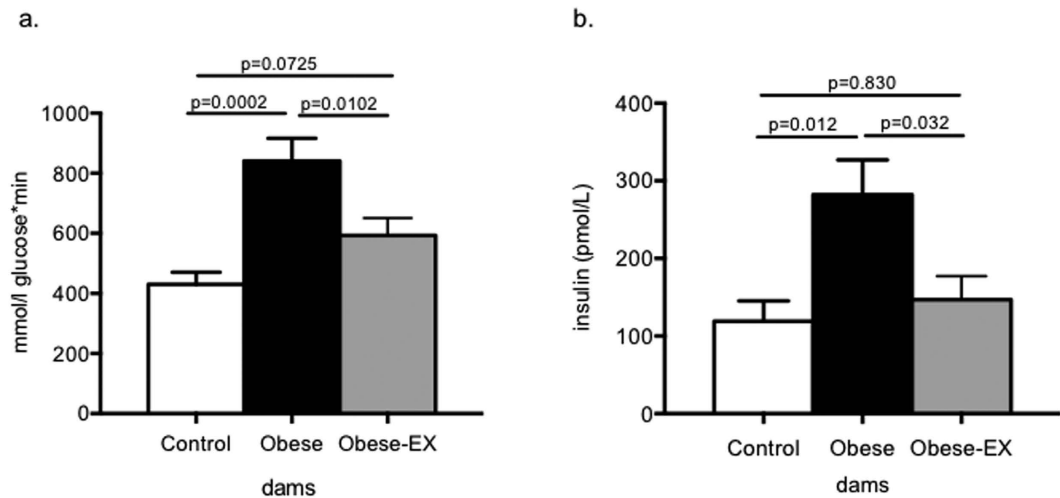 a.
p=0.0725
p=0.0002 p=0.0102
1000
800
600
400
200
0
mmol/l glucose*min
Control Obese Obese-EX
dams
b.
p=0.830
p=0.012 p=0.032
400
300
200
100
0
insulin (pmol/L)
Control Obese Obese-EX
dams